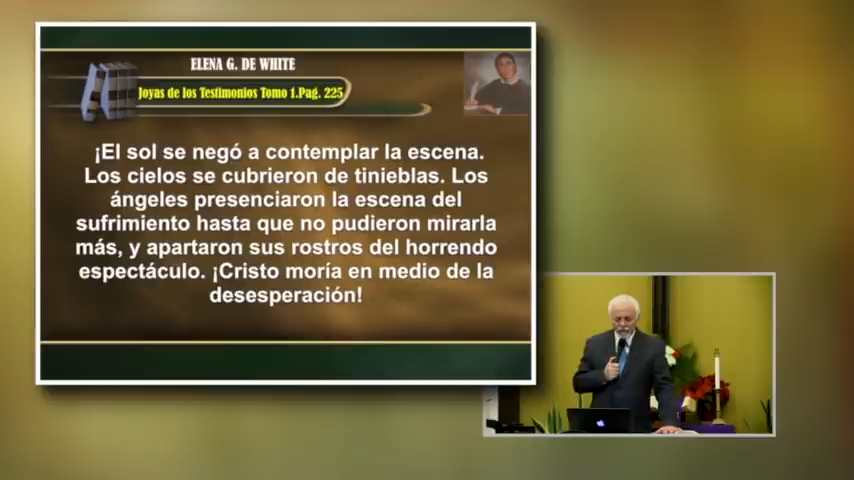 ELENA G. DE WHITE
Joyas de los Testimonios Tomo 1.Pag. 225
¡El sol se negó a contemplar la escena.
Los cielos se cubrieron de tinieblas. Los
ángeles presenciaron la escena del
sufrimiento hasta que no pudieron mirarla
más, y apartaron sus rostros del horrendo
espectáculo. ¡Cristo moría en medio de la
desesperación!